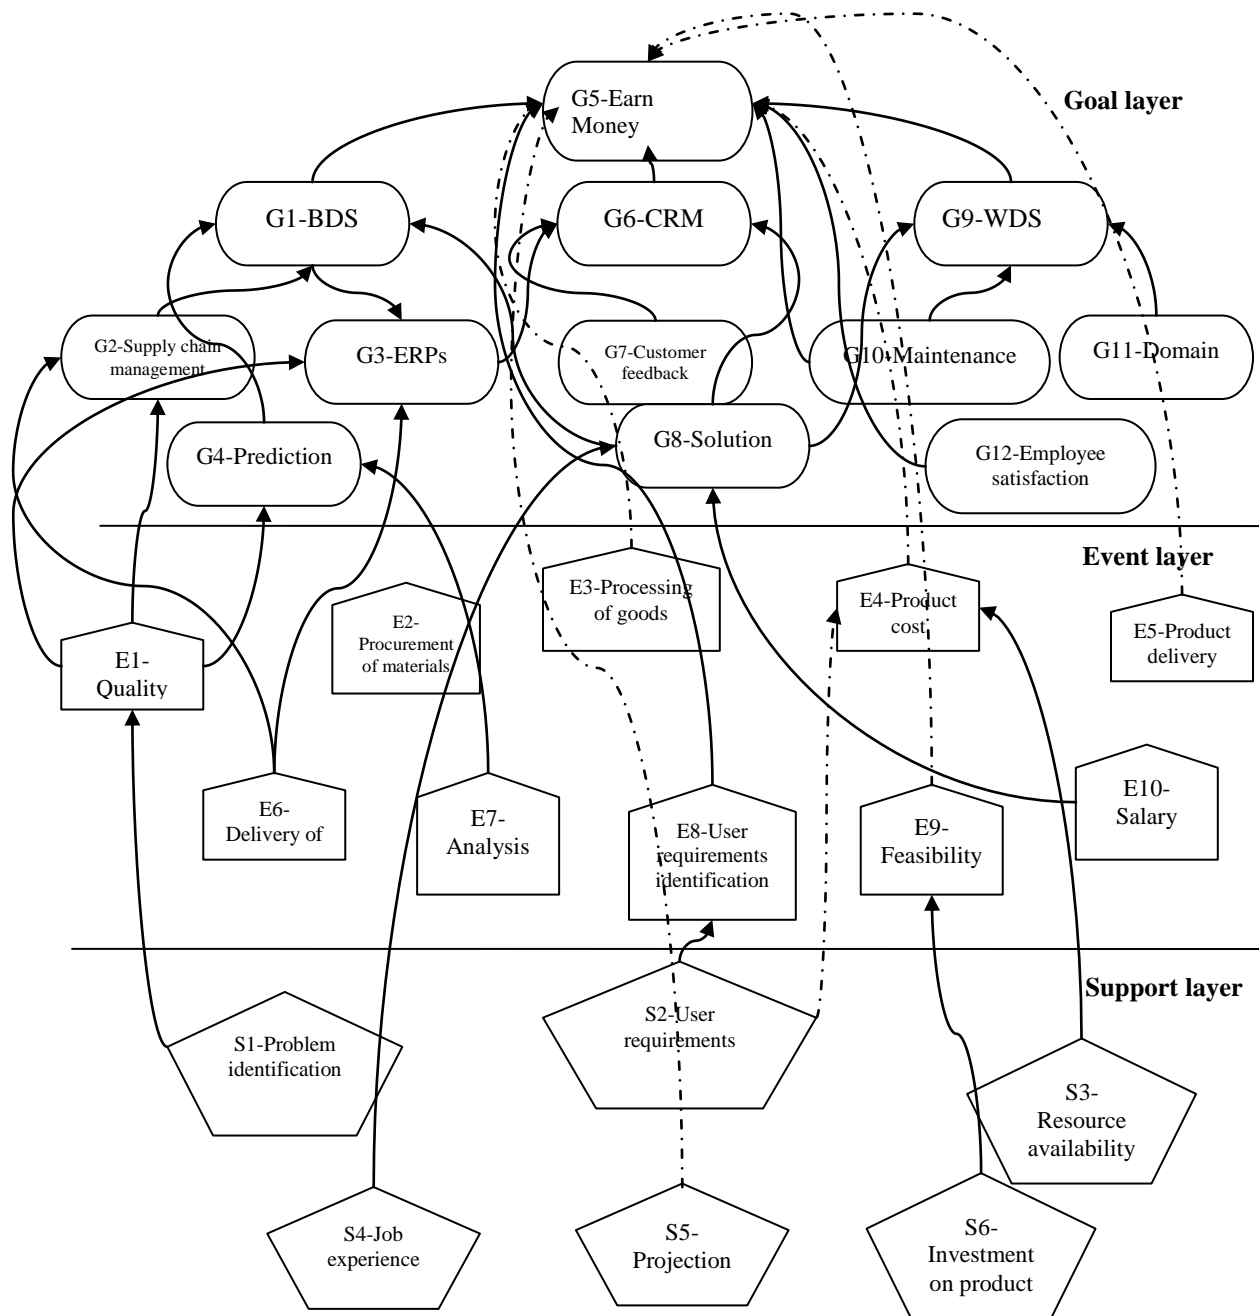 G5-Earn
Money
Goal layer
G1-BDS
G6-CRM
G9-WDS
G2-Supply chain
management
G3-ERPs
G7-Customer
feedback
G10-Maintenance
G11-Domain
G4-Prediction
G8-Solution
G12-Employee
satisfaction
Event layer
E1-
Quality
E2-
Procurement
of materials
E3-Processing
of goods
E4-Product
cost
E5-Product
delivery
E6-
Delivery of
E7-
Analysis
E8-User
requirements
identification
E9-
Feasibility
E10-
Salary
Support layer
S1-Problem
identification
S2-User
requirements
S3-
Resource
availability
S4-Job
experience
S5-
Projection
S6-
Investment
on product